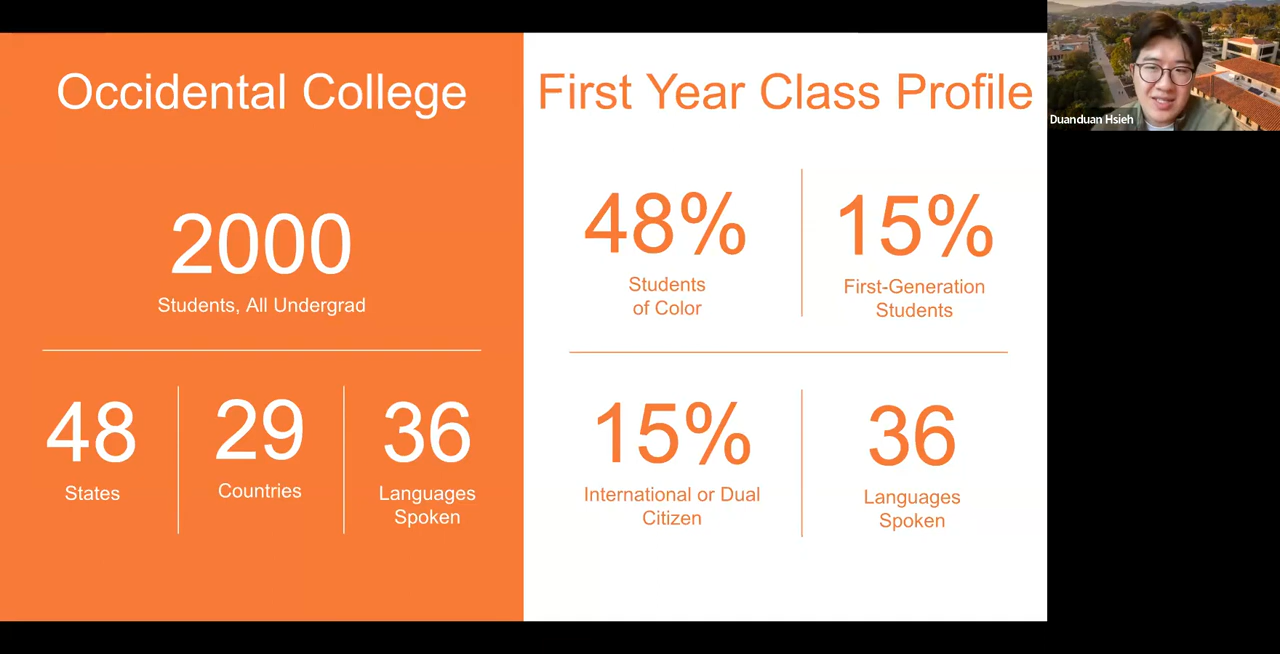 Occidental College
2000
Students, All Undergrad
48
States
29
Countries
36
Languages
Spoken
First Year Class Profile
48%
Students
of Color
15%
First-Generation
Students
15%
International or Dual
Citizen
36
Languages
Spoken
Duanduan Hsieh